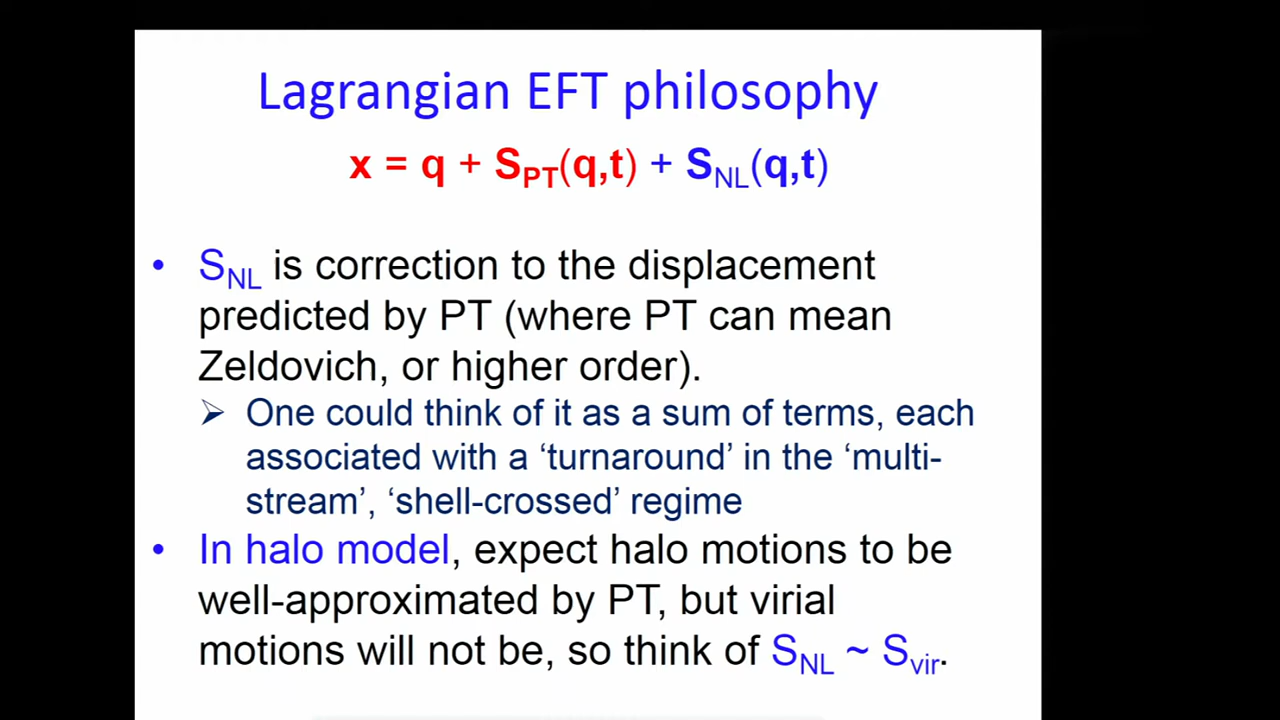 Lagrangian EFT philosophy
x = q + S_PT(q,t) + S_NL(q,t)
• S_NL is correction to the displacement
predicted by PT (where PT can mean
Zeldovich, or higher order).
➢ One could think of it as a sum of terms, each
associated with a ‘turnaround’ in the ‘multi-
stream’, ‘shell-crossed’ regime
• In halo model, expect halo motions to be
well-approximated by PT, but virial
motions will not be, so think of S_NL ~ S_vir.